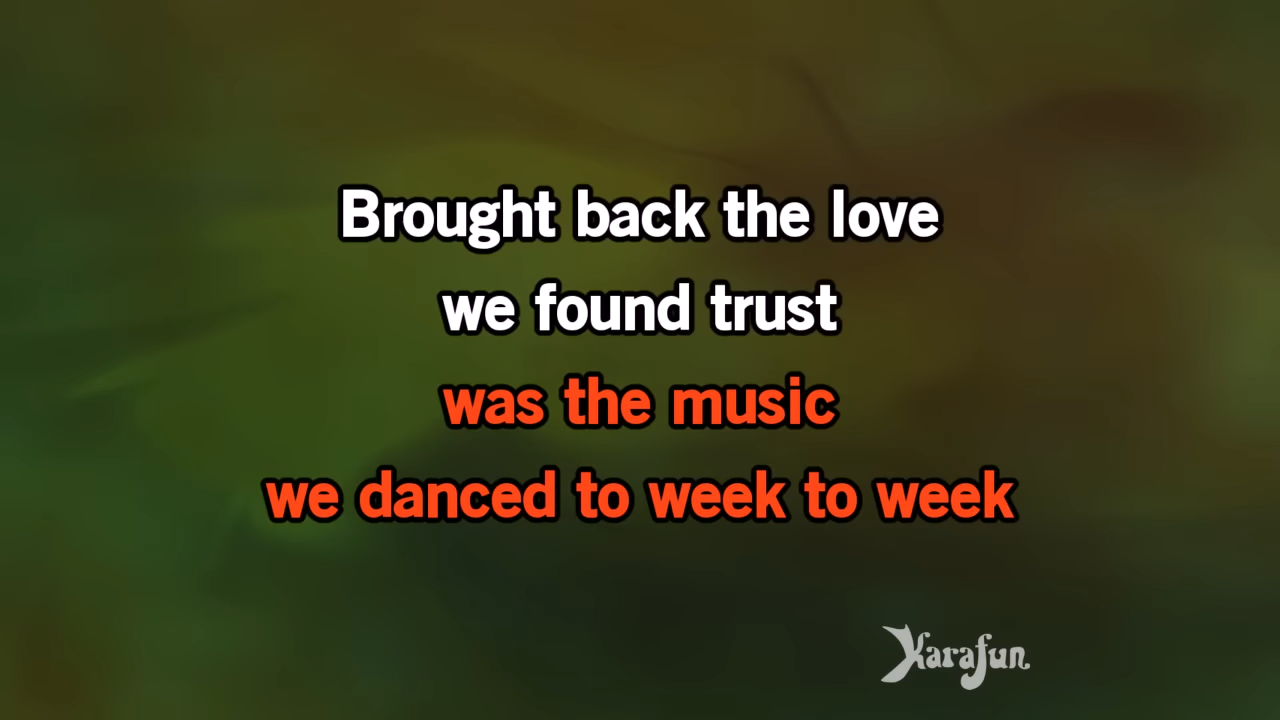 Brought back the love
we found trust
was the music
we danced to week to week
Karafun